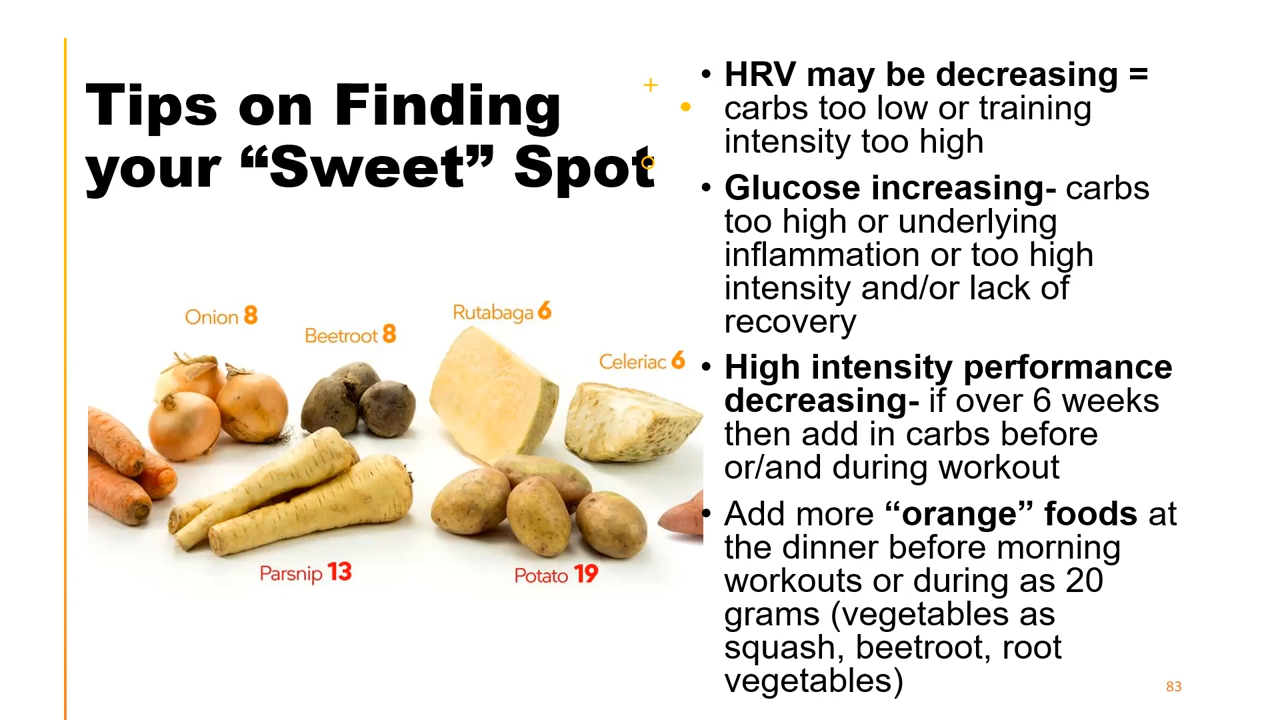 Tips on Finding
your “Sweet” Spot
Onion 8
Beetroot 8
Rutabaga 6
Celeriac 6
Parsnip 13
Potato 19
• HRV may be decreasing =
carbs too low or training
intensity too high
• Glucose increasing- carbs
too high or underlying
inflammation or too high
intensity and/or lack of
recovery
• High intensity performance
decreasing- if over 6 weeks
then add in carbs before
or/and during workout
• Add more “orange” foods at
the dinner before morning
workouts or during as 20
grams (vegetables as
squash, beetroot, root
vegetables)
83